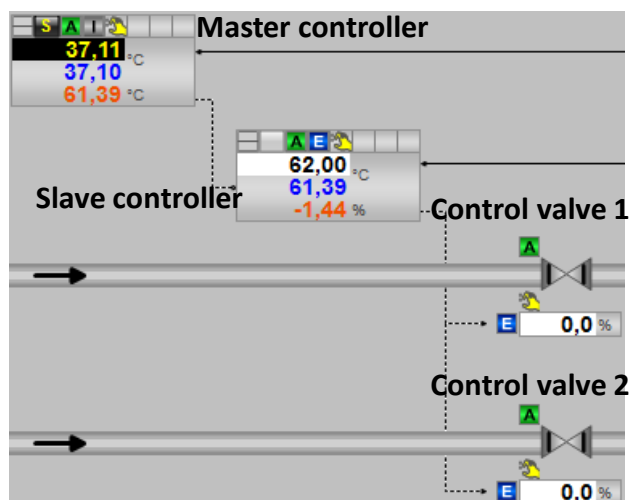 S A I
Master controller
37,11 °C
37,10
61,39 °C
A E
62,00 °C
61,39
-1,44 %
Slave controller
Control valve 1
A
E 0,0 %
Control valve 2
A
E 0,0 %